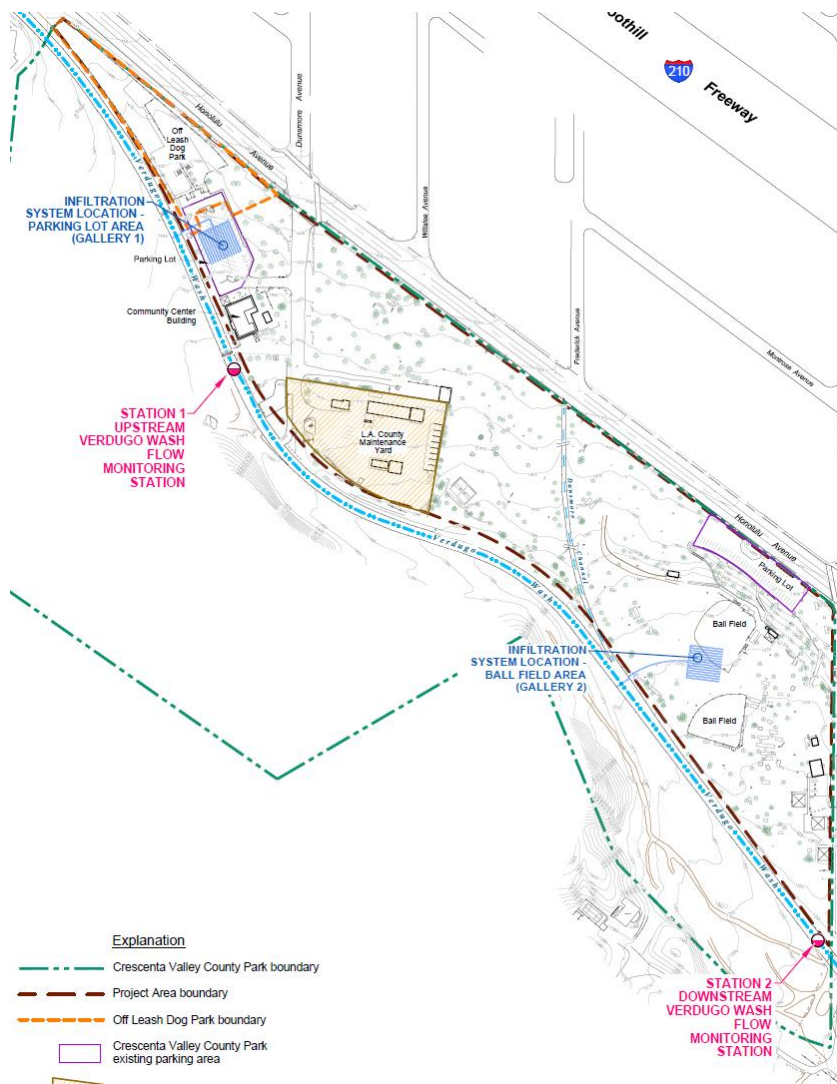 oothill
210
Freeway
Dunsmore Avenue
Honolulu
Avenue
Off
Leash
Dog
Park
Verdugo
Wash
INFILTRATION
SYSTEM LOCATION -
PARKING LOT AREA
(GALLERY 1)
Parking Lot
Community Center
Building
Frederick Avenue
Montrose Avenue
STATION 1
UPSTREAM
VERDUGO WASH
FLOW
MONITORING
STATION
L.A. County
Maintenance
Yard
Verdugo
Wash
Dunsmore
Channel
Honolulu
Avenue
Parking Lot
Ball Field
INFILTRATION
SYSTEM LOCATION -
BALL FIELD AREA
(GALLERY 2)
Ball Field
Verdugo
Wash
STATION 2
DOWNSTREAM
VERDUGO WASH
FLOW
MONITORING
STATION
Explanation
Crescenta Valley County Park boundary
Project Area boundary
Off Leash Dog Park boundary
Crescenta Valley County Park
existing parking area